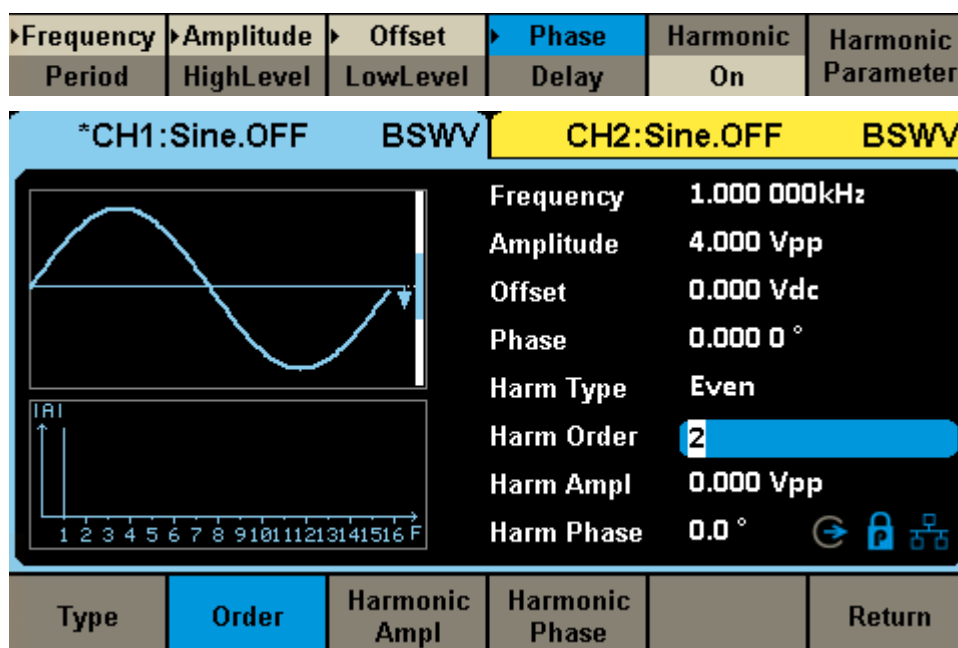 Frequency Amplitude Offset Phase Harmonic Harmonic
Period HighLevel LowLevel Delay On Parameter
*CH1:Sine.OFF BSWV CH2:Sine.OFF BSWV
Frequency 1.000 000kHz
Amplitude 4.000 Vpp
Offset 0.000 Vdc
Phase 0.000 0 °
Harm Type Even
Harm Order 2
Harm Ampl 0.000 Vpp
Harm Phase 0.0 °
|A|
1 2 3 4 5 6 7 8 9 10 11 12 13 14 15 16 F
P
Type Order Harmonic Ampl Harmonic Phase Return